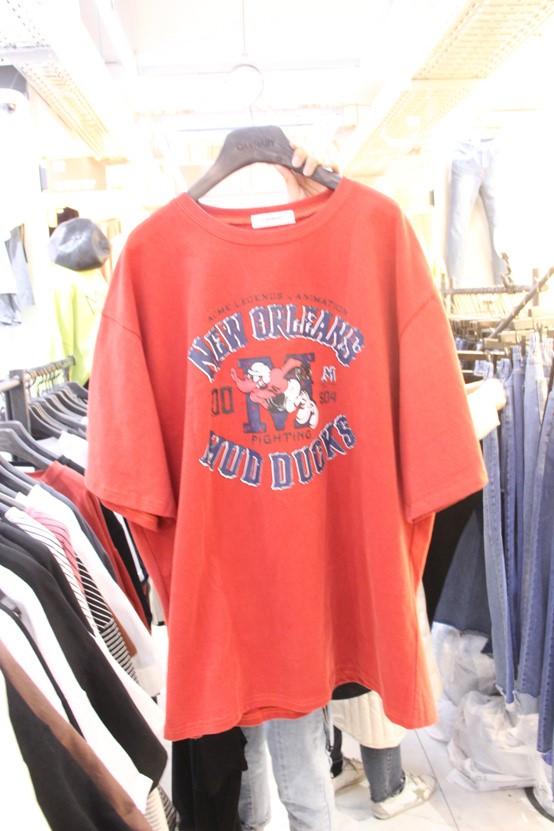 ACME LEGENDS ANIMATION
NEW ORLEANS
M
M
00
504
FIGHTING
MUD DUCKS